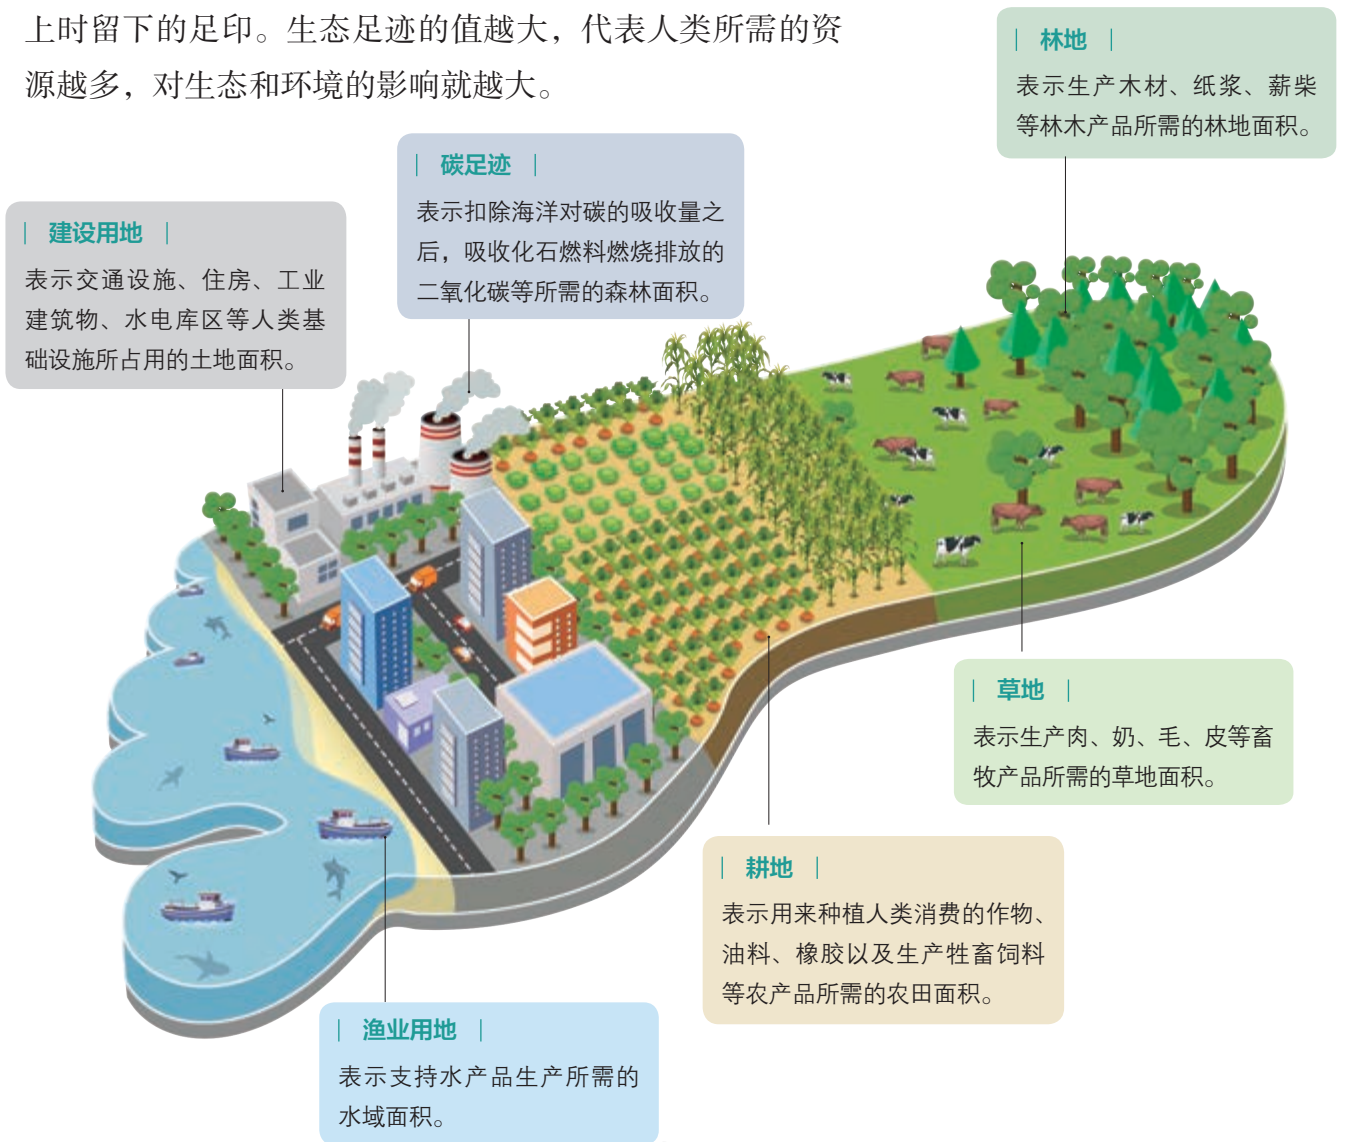 上时留下的足印。生态足迹的值越大，代表人类所需的资
源越多，对生态和环境的影响就越大。
林地
表示生产木材、纸浆、薪柴
等林木产品所需的林地面积。
碳足迹
表示扣除海洋对碳的吸收量之
后，吸收化石燃料燃烧排放的
二氧化碳等所需的森林面积。
建设用地
表示交通设施、住房、工业
建筑物、水电库区等人类基
础设施所占用的土地面积。
草地
表示生产肉、奶、毛、皮等畜
牧产品所需的草地面积。
耕地
表示用来种植人类消费的作物、
油料、橡胶以及生产牲畜饲料
等农产品所需的农田面积。
渔业用地
表示支持水产品生产所需的
水域面积。